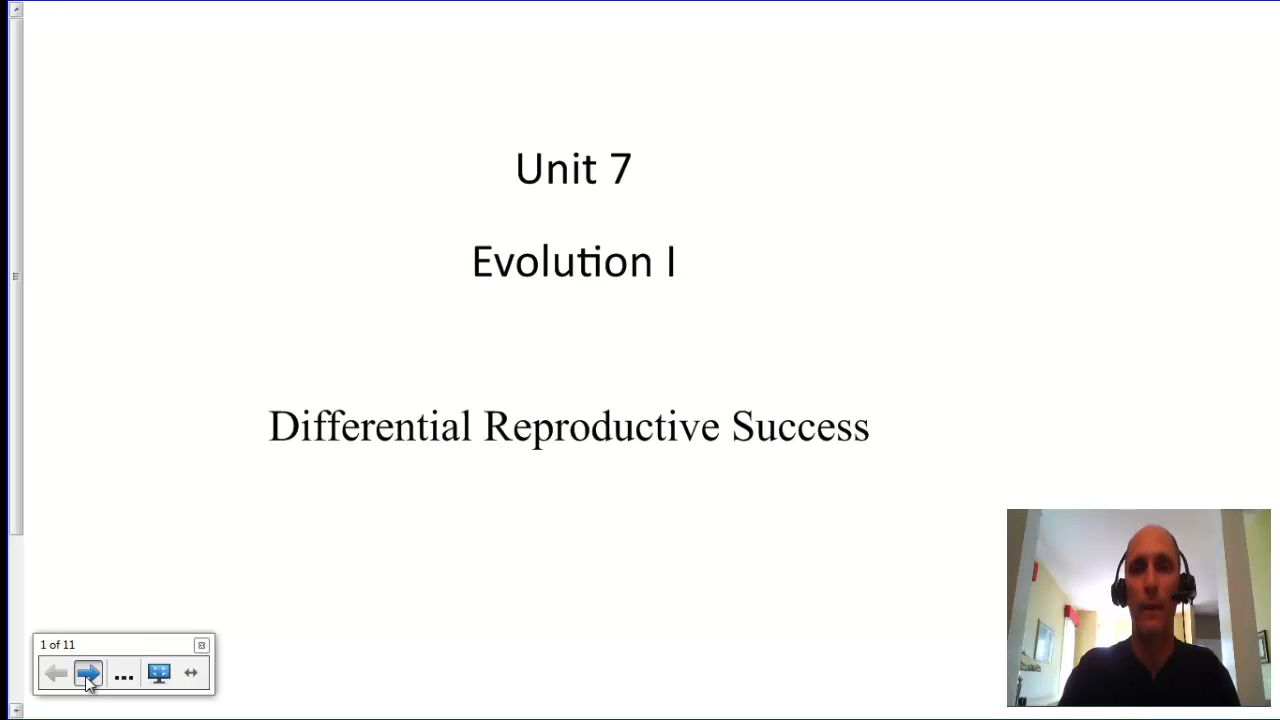 Unit 7
Evolution I
Differential Reproductive Success
1 of 11